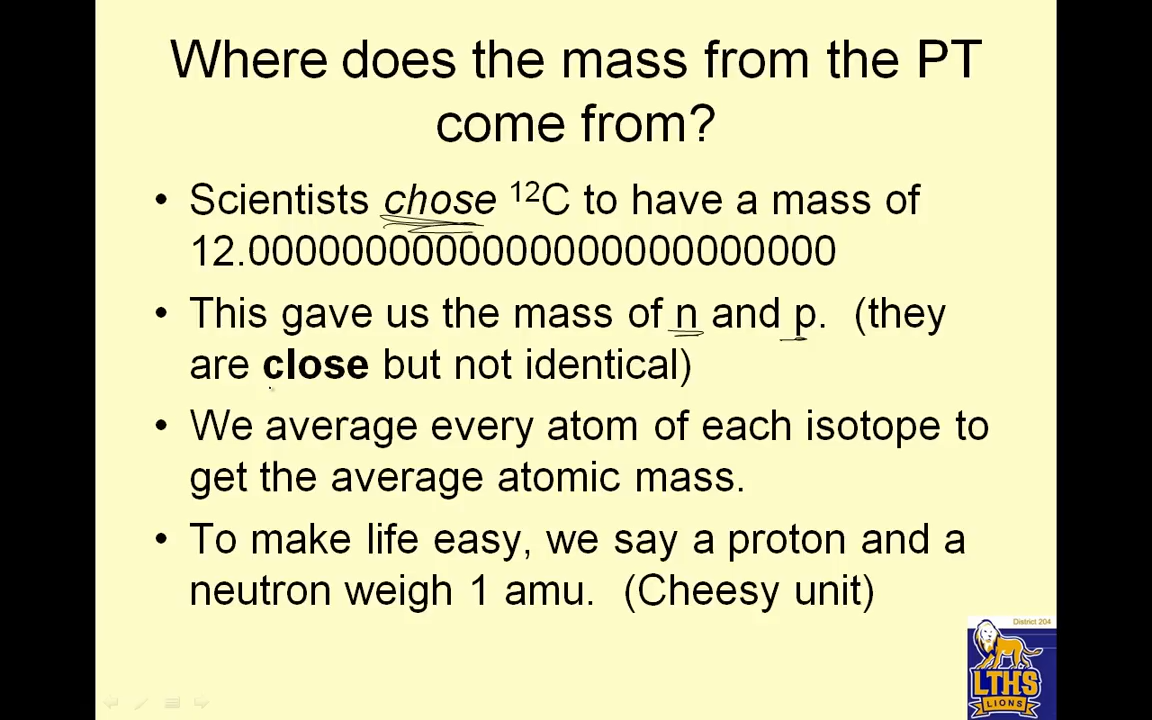 Where does the mass from the PT
come from?
• Scientists chose ¹²C to have a mass of
12.0000000000000000000000000
• This gave us the mass of n and p. (they
are close but not identical)
• We average every atom of each isotope to
get the average atomic mass.
• To make life easy, we say a proton and a
neutron weigh 1 amu. (Cheesy unit)
District 204
LTHS
LIONS